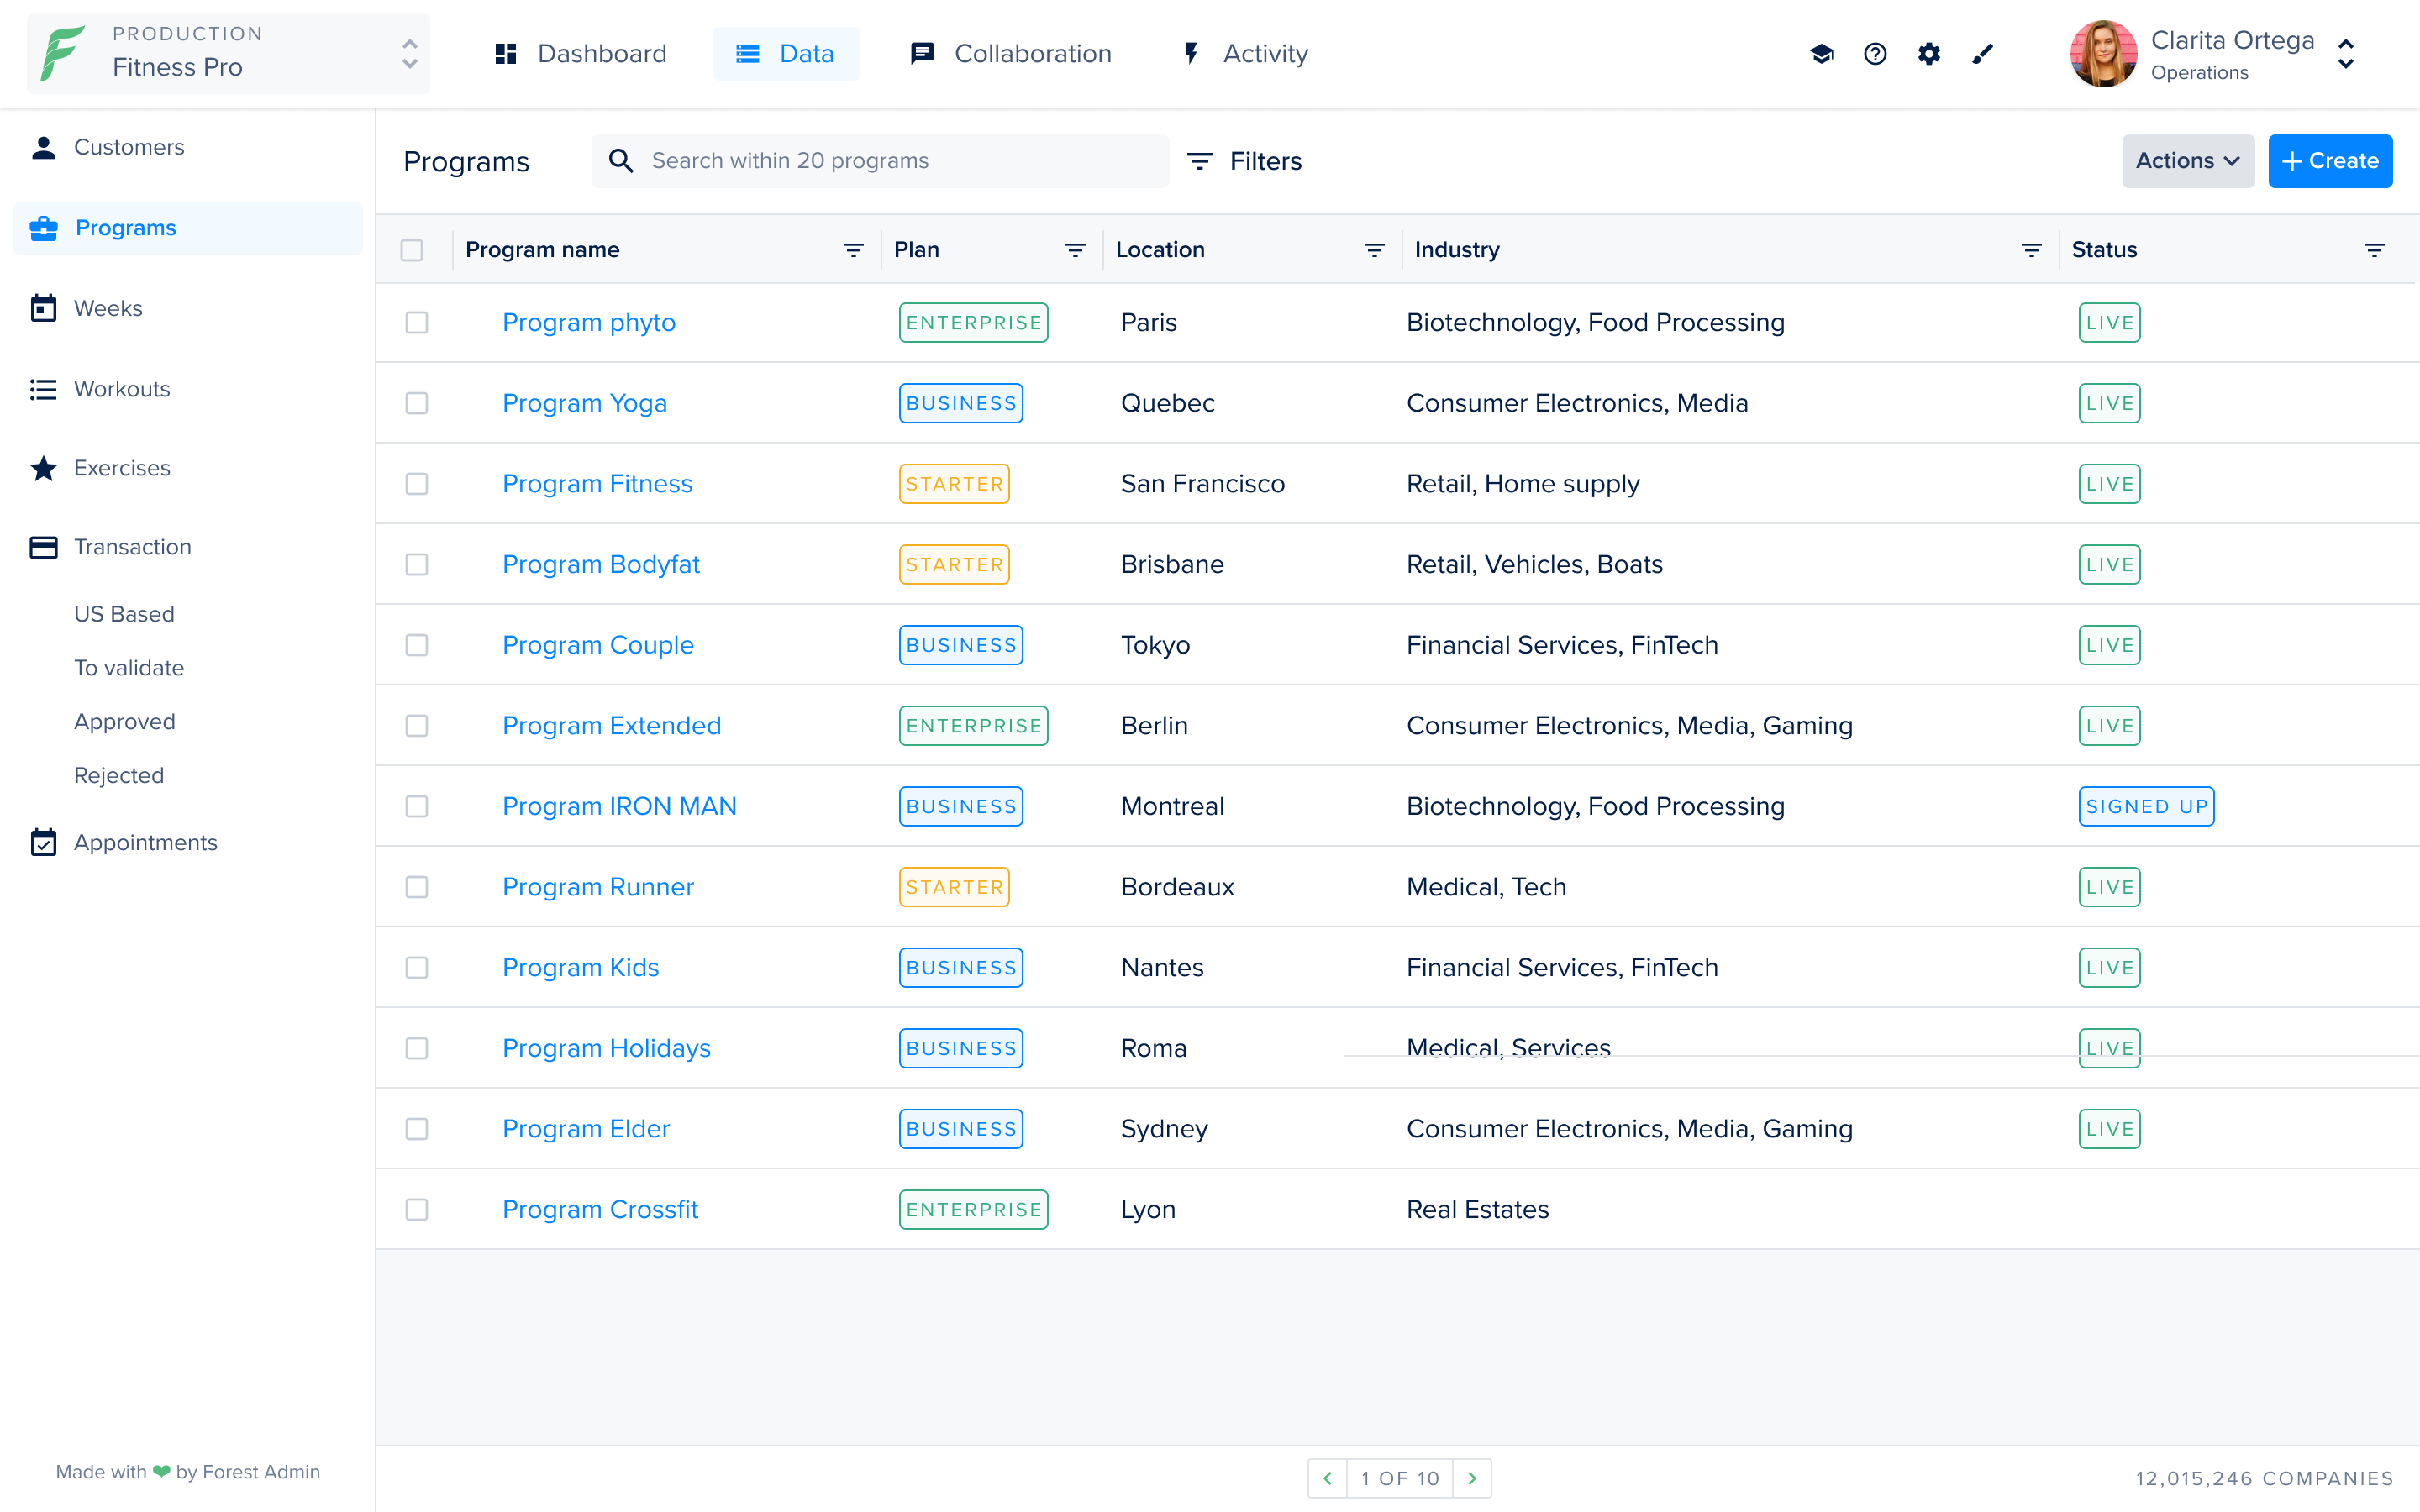 PRODUCTION
Fitness Pro
Dashboard
Data
Collaboration
Activity
Clarita Ortega
Operations
Customers
Programs
Weeks
Workouts
Exercises
Transaction
US Based
To validate
Approved
Rejected
Appointments
Made with by Forest Admin
Programs
Search within 20 programs
Filters
Actions
Create
Program name Plan Location Industry Status
Program phyto ENTERPRISE Paris Biotechnology, Food Processing LIVE
Program Yoga BUSINESS Quebec Consumer Electronics, Media LIVE
Program Fitness STARTER San Francisco Retail, Home supply LIVE
Program Bodyfat STARTER Brisbane Retail, Vehicles, Boats LIVE
Program Couple BUSINESS Tokyo Financial Services, FinTech LIVE
Program Extended ENTERPRISE Berlin Consumer Electronics, Media, Gaming LIVE
Program IRON MAN BUSINESS Montreal Biotechnology, Food Processing SIGNED UP
Program Runner STARTER Bordeaux Medical, Tech LIVE
Program Kids BUSINESS Nantes Financial Services, FinTech LIVE
Program Holidays BUSINESS Roma Medical, Services LIVE
Program Elder BUSINESS Sydney Consumer Electronics, Media, Gaming LIVE
Program Crossfit ENTERPRISE Lyon Real Estates
1 OF 10
12,015,246 COMPANIES